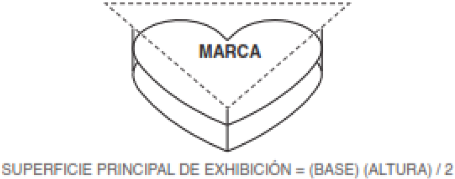 MARCA
SUPERFICIE PRINCIPAL DE EXHIBICIÓN = (BASE) (ALTURA) / 2